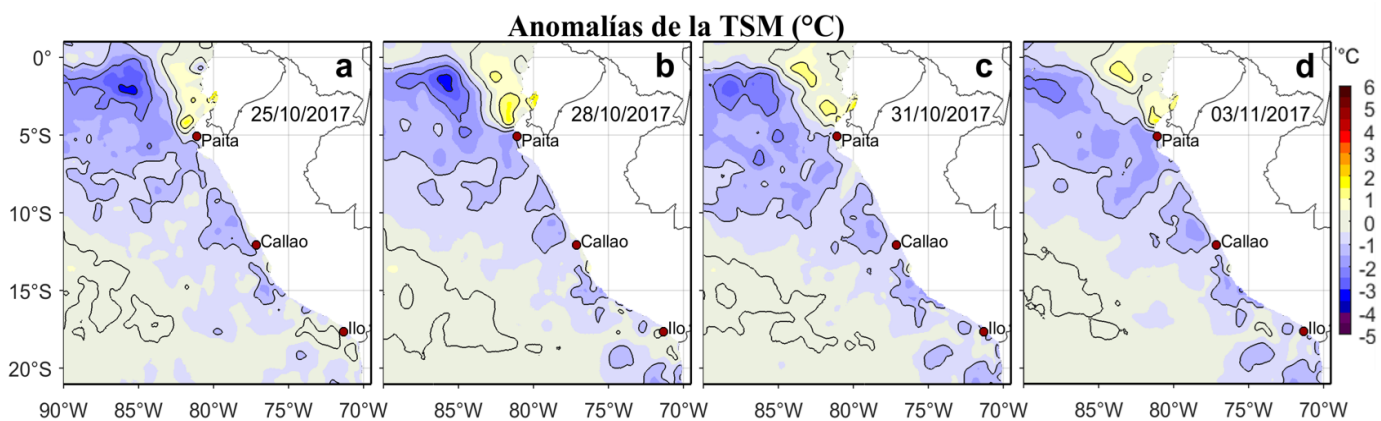 Anomalías de la TSM (°C)
a
25/10/2017
Paita
Callao
Ilo
b
28/10/2017
Paita
Callao
Ilo
c
31/10/2017
Paita
Callao
Ilo
d
03/11/2017
Paita
Callao
Ilo
0°
5°S
10°S
15°S
20°S
90°W 85°W 80°W 75°W 70°W
85°W 80°W 75°W 70°W
85°W 80°W 75°W 70°W
85°W 80°W 75°W 70°W
°C
6
5
4
3
2
1
0
-1
-2
-3
-4
-5